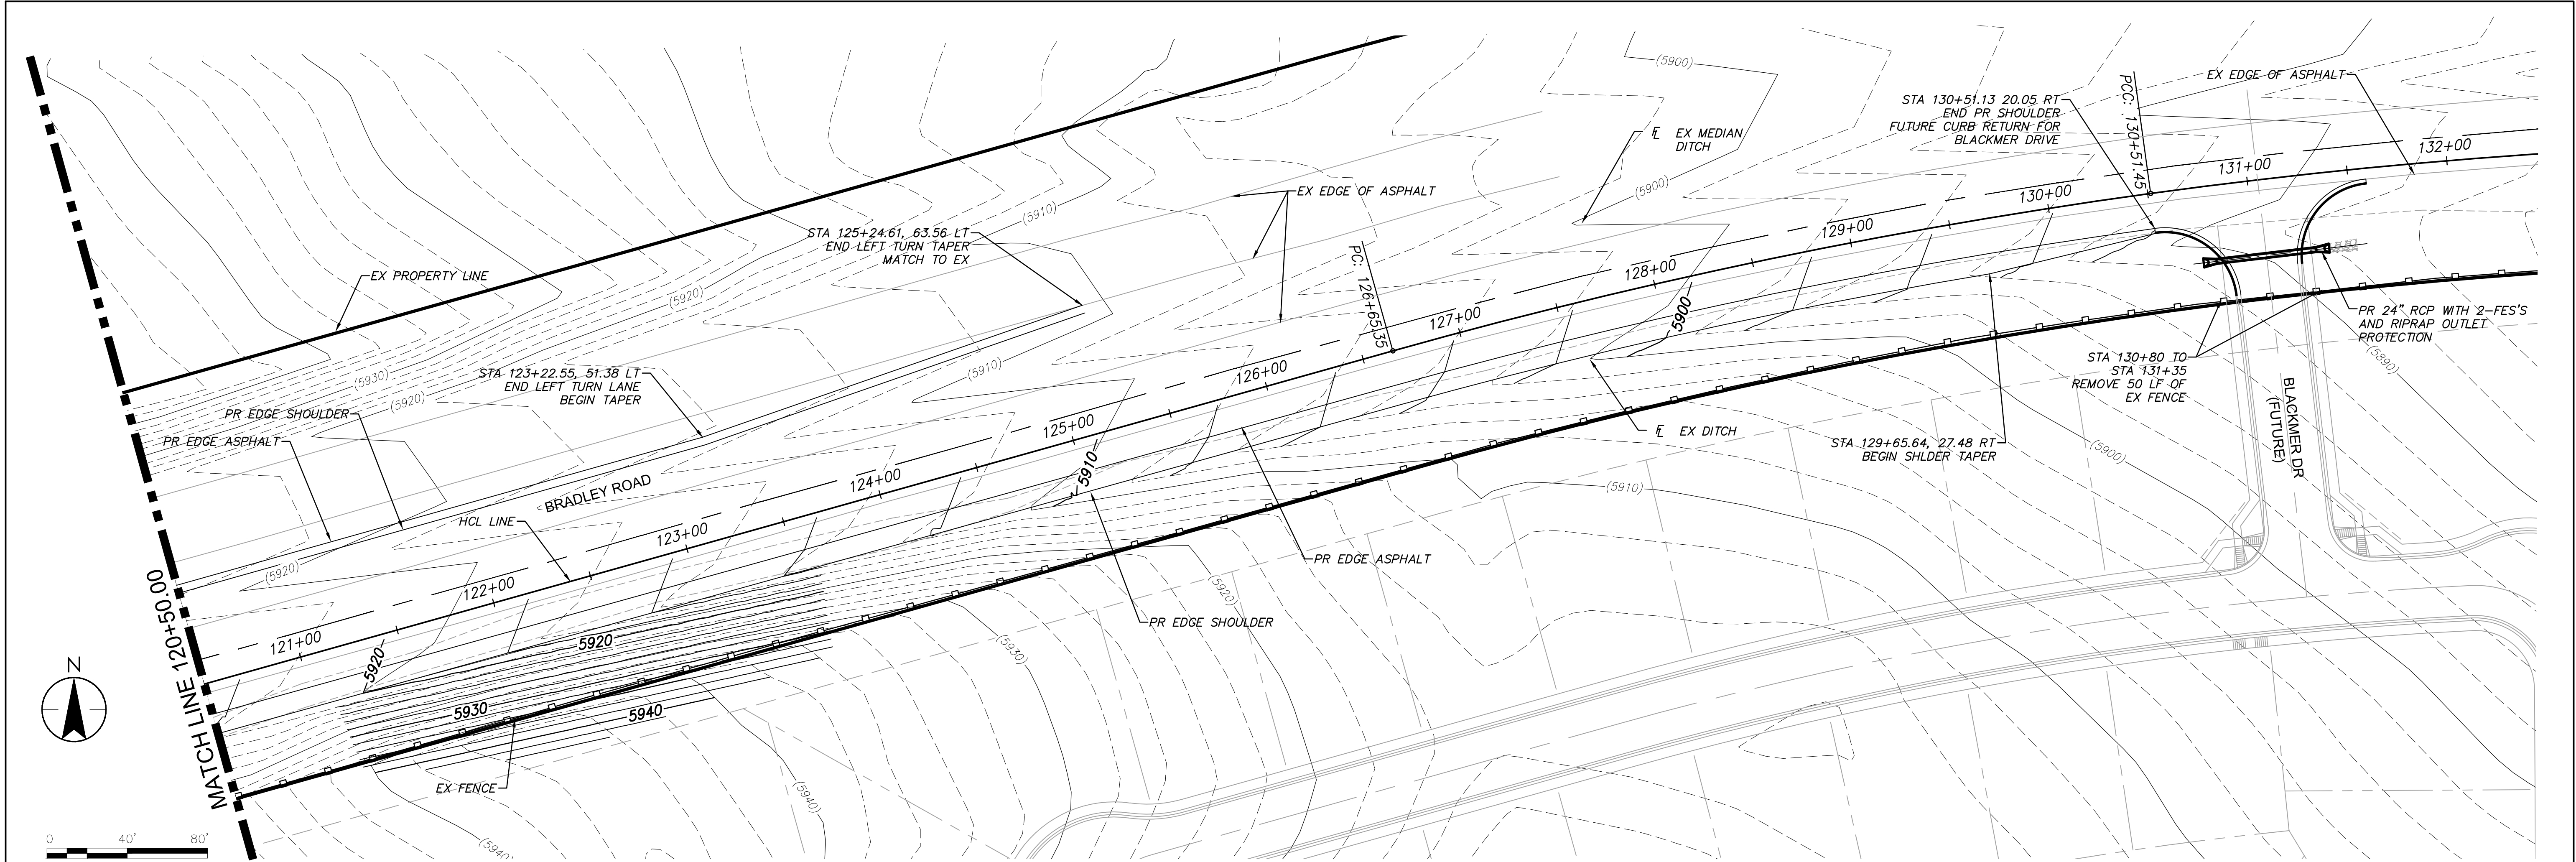 (5900)
EX EDGE OF ASPHALT
PCC: 130+51.45
STA 130+51.13 20.05 RT
END PR SHOULDER
FUTURE CURB RETURN FOR
BLACKMER DRIVE
℄ EX MEDIAN
DITCH
132+00
131+00
130+00
129+00
128+00
127+00
126+00
125+00
124+00
123+00
122+00
121+00
(5900)
EX EDGE OF ASPHALT
(5910)
STA 125+24.61, 63.56 LT
END LEFT TURN TAPER
MATCH TO EX
PC: 126+65.35
EX PROPERTY LINE
(5920)
5900
PR 24" RCP WITH 2-FES'S
AND RIPRAP OUTLET
PROTECTION
(5890)
STA 130+80 TO
STA 131+35
REMOVE 50 LF OF
EX FENCE
BLACKMER DR
(FUTURE)
(5930)
(5920)
(5910)
STA 123+22.55, 51.38 LT
END LEFT TURN LANE
BEGIN TAPER
PR EDGE SHOULDER
PR EDGE ASPHALT
℄ EX DITCH
STA 129+65.64, 27.48 RT
BEGIN SHLDER TAPER
(5900)
5910
(5910)
BRADLEY ROAD
HCL LINE
PR EDGE ASPHALT
(5920)
(5920)
PR EDGE SHOULDER
5920
5920
(5930)
MATCH LINE 120+50.00
N
5930
5940
EX FENCE
(5940)
(5940)
0 40' 80'